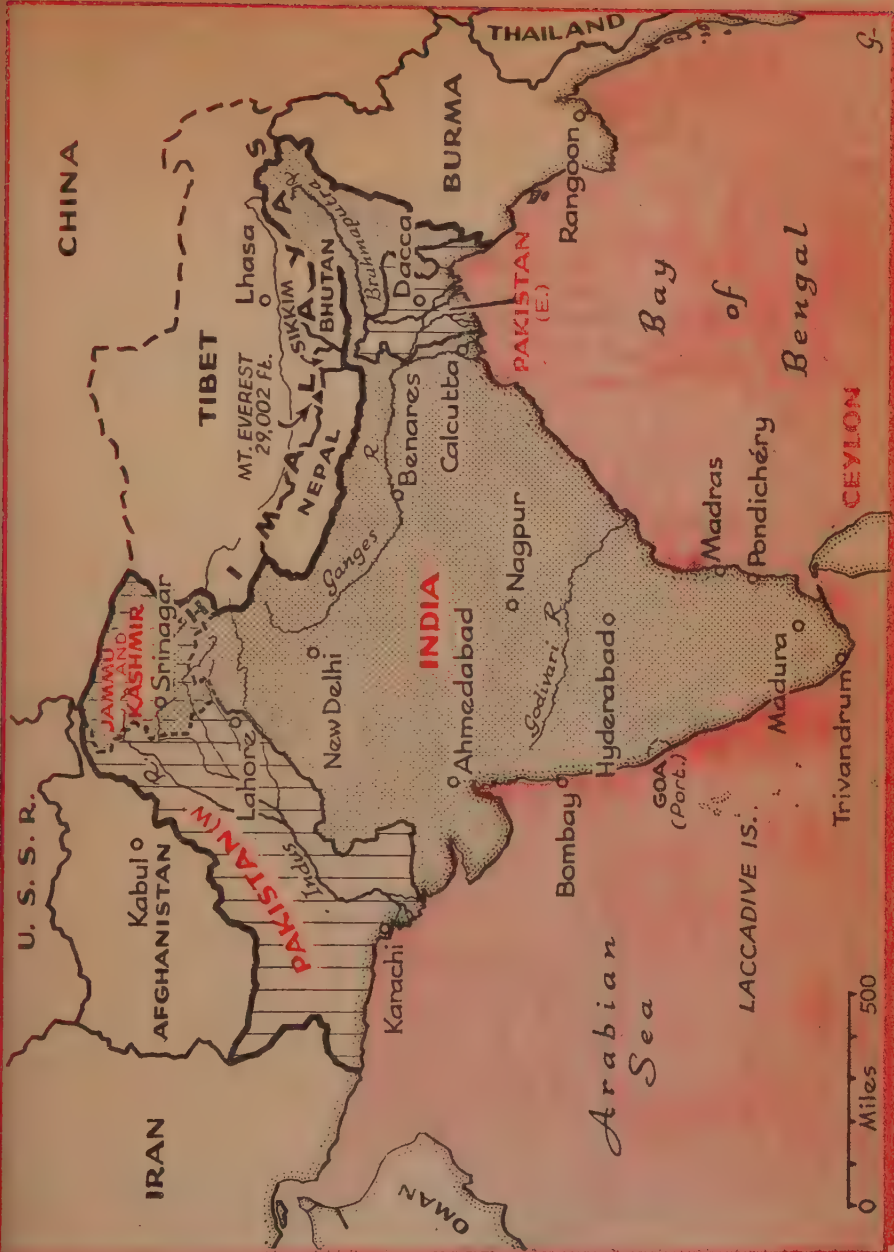 U. S. S. R.
CHINA
IRAN
AFGHANISTAN
Kabul
JAMMU
AND
KASHMIR
Srinagar
TIBET
Lhasa
MT. EVEREST
29,002 Ft.
HIMALAYAS
NEPAL
SIKKIM
BHUTAN
Brahmaputra
R.
THAILAND
BURMA
Rangoon
PAKISTAN (W)
Indus
R.
Lahore
Karachi
New Delhi
Ganges
R.
Benares
Dacca
PAKISTAN
(E.)
Calcutta
INDIA
Ahmedabad
Nagpur
Godivari R
Bombay
Hyderabad
GOA
(Port.)
Madras
Pondichéry
Madura
Trivandrum
CEYLON
OMAN
Arabian
Sea
LACCADIVE IS.
Bay
of
Bengal
0 Miles 500
G-